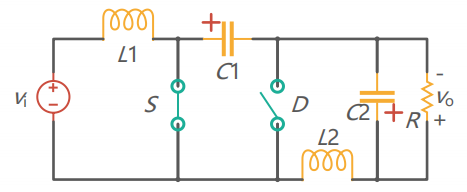 L1
+
C1
+
-
vi
S
D
C2
+
R
-
vo
+
L2